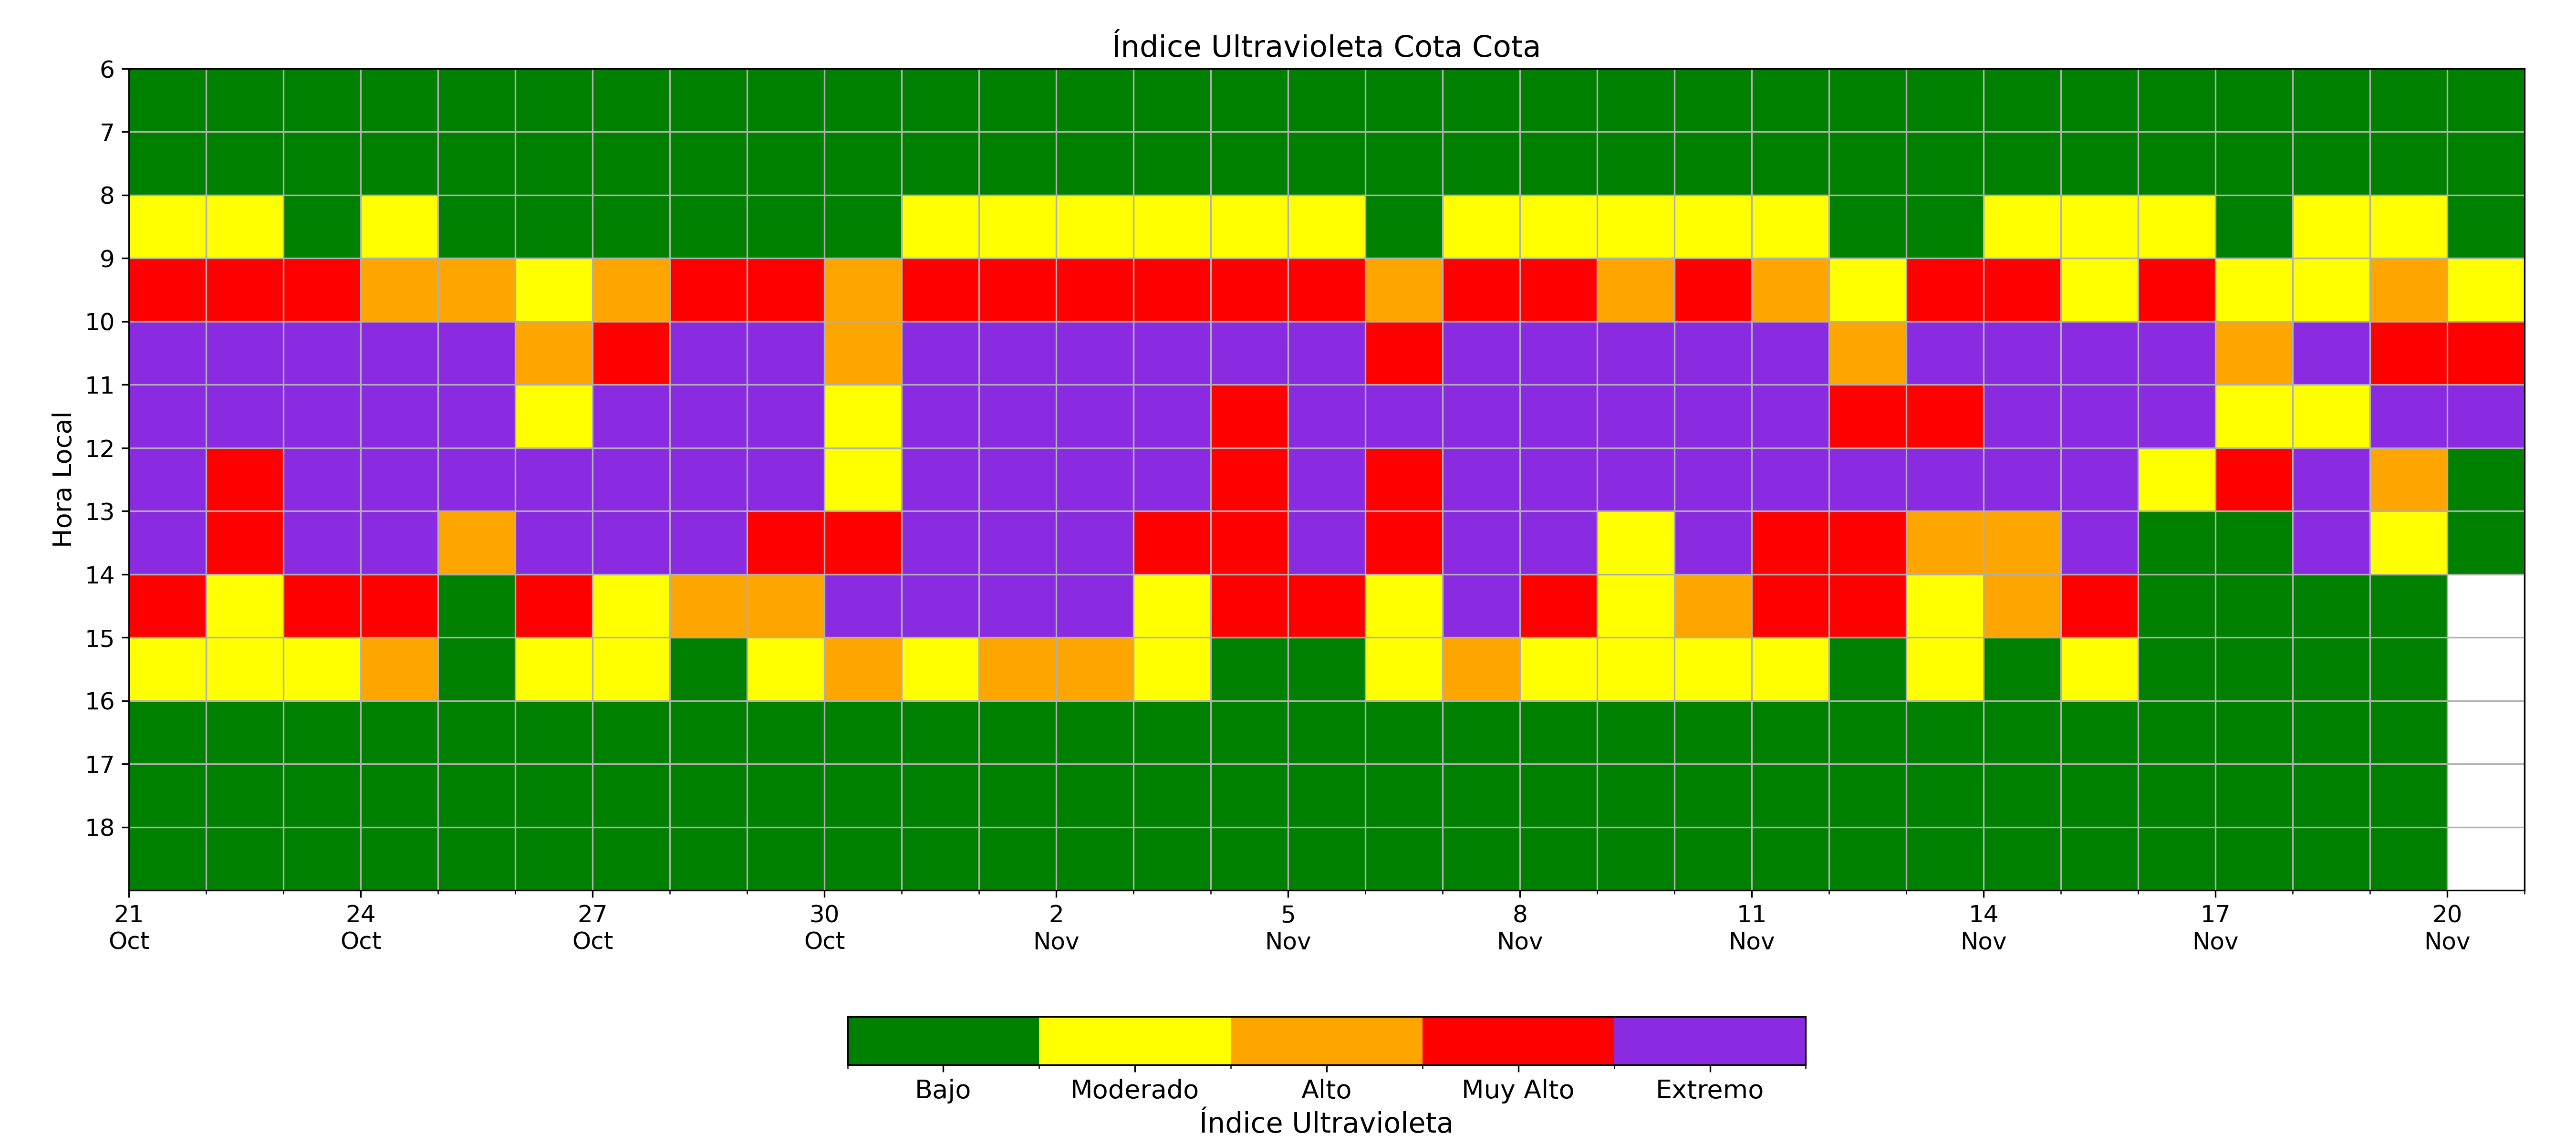 Índice Ultravioleta Cota Cota
6
7
8
9
10
11
12
13
14
15
16
17
18
Hora Local
21 24 27 30 2 5 8 11 14 17 20
Oct Oct Oct Oct Nov Nov Nov Nov Nov Nov Nov
Bajo Moderado Alto Muy Alto Extremo
Índice Ultravioleta